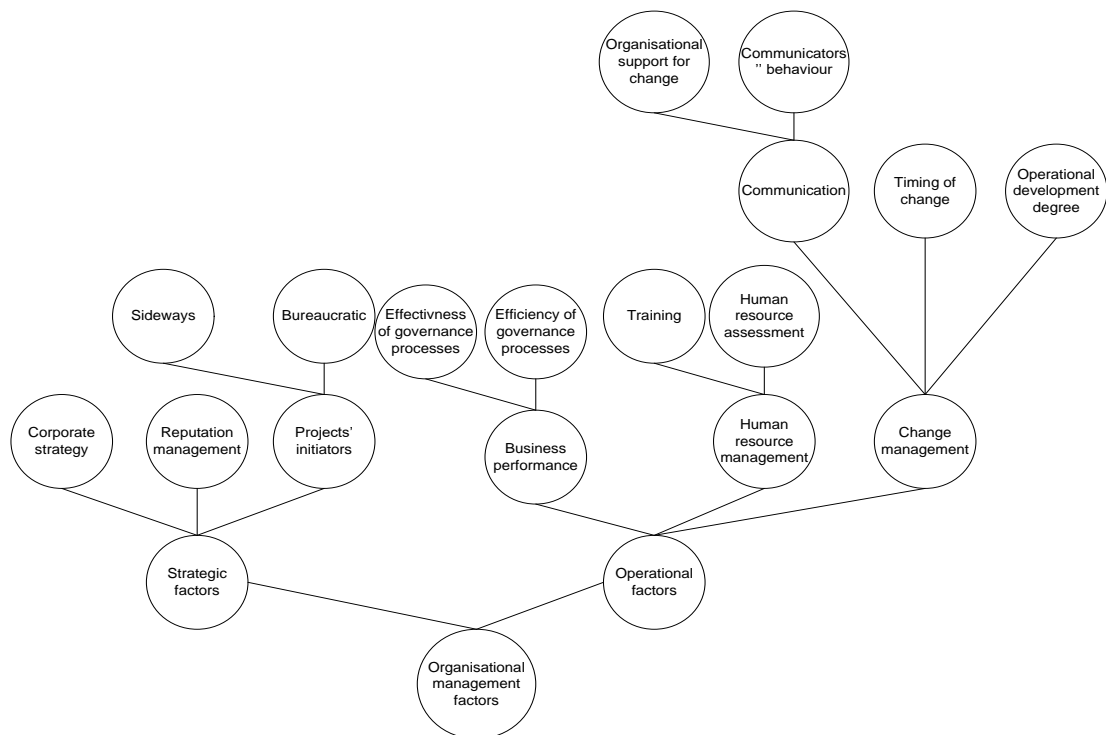 Organisational
support for
change
Communicators
" behaviour
Communication
Timing of
change
Operational
development
degree
Sideways
Bureaucratic
Effectivness
of governance
processes
Efficiency of
governance
processes
Training
Human
resource
assessment
Corporate
strategy
Reputation
management
Projects'
initiators
Business
performance
Human
resource
management
Change
management
Strategic
factors
Operational
factors
Organisational
management
factors